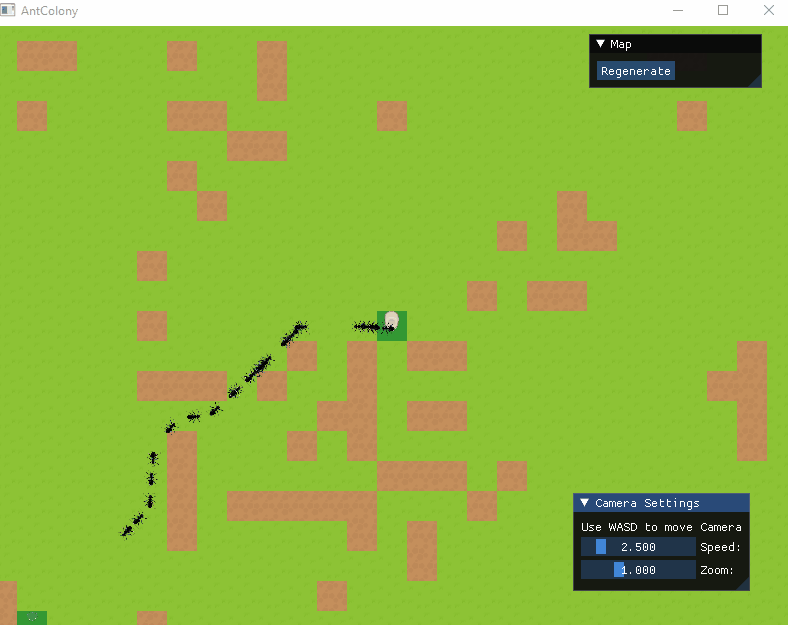 AntColony
Map
Regenerate
Camera Settings
Use WASD to move Camera
2.500 Speed:
1.000 Zoom: